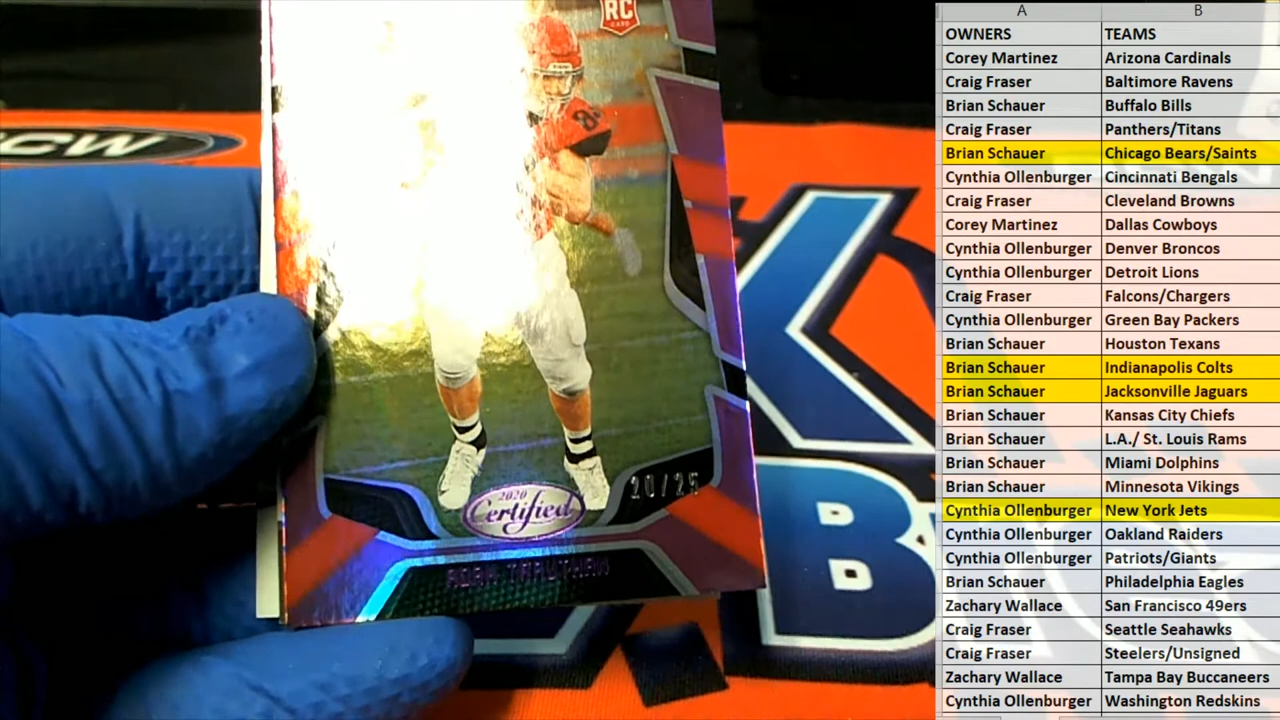 RC
CARD
8
2020
Certified
20/25
ADAM TRAUTMAN
CW
K
B
A B
OWNERS TEAMS
Corey Martinez Arizona Cardinals
Craig Fraser Baltimore Ravens
Brian Schauer Buffalo Bills
Craig Fraser Panthers/Titans
Brian Schauer Chicago Bears/Saints
Cynthia Ollenburger Cincinnati Bengals
Craig Fraser Cleveland Browns
Corey Martinez Dallas Cowboys
Cynthia Ollenburger Denver Broncos
Cynthia Ollenburger Detroit Lions
Craig Fraser Falcons/Chargers
Cynthia Ollenburger Green Bay Packers
Brian Schauer Houston Texans
Brian Schauer Indianapolis Colts
Brian Schauer Jacksonville Jaguars
Brian Schauer Kansas City Chiefs
Brian Schauer L.A./ St. Louis Rams
Brian Schauer Miami Dolphins
Brian Schauer Minnesota Vikings
Cynthia Ollenburger New York Jets
Cynthia Ollenburger Oakland Raiders
Cynthia Ollenburger Patriots/Giants
Brian Schauer Philadelphia Eagles
Zachary Wallace San Francisco 49ers
Craig Fraser Seattle Seahawks
Craig Fraser Steelers/Unsigned
Zachary Wallace Tampa Bay Buccaneers
Cynthia Ollenburger Washington Redskins